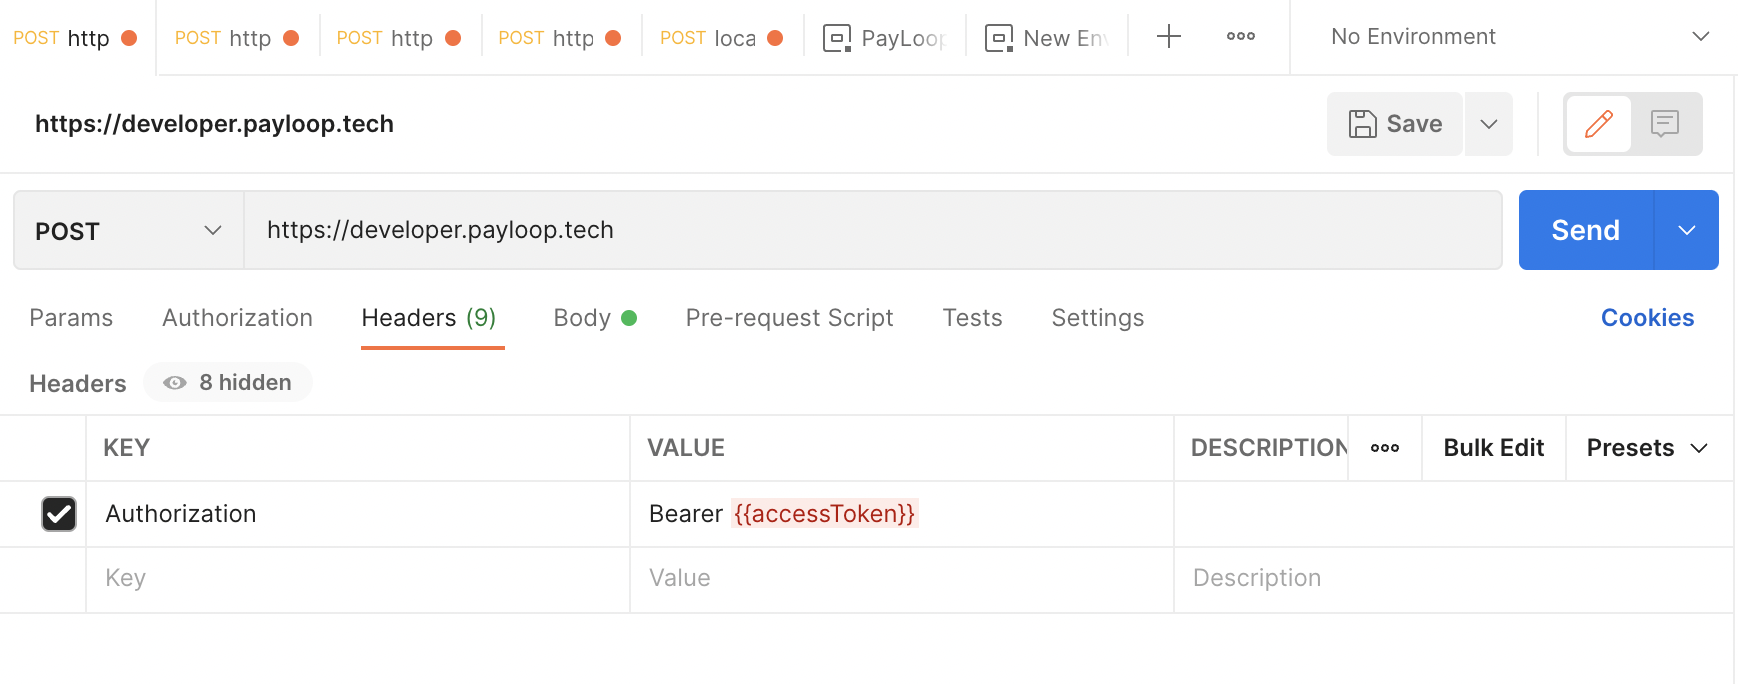 POST http POST http POST http POST http POST loca PayLoop New Env No Environment
https://developer.payloop.tech Save
POST https://developer.payloop.tech Send
Params Authorization Headers (9) Body Pre-request Script Tests Settings Cookies
Headers 8 hidden
KEY VALUE DESCRIPTION Bulk Edit Presets
Authorization Bearer {{accessToken}}
Key Value Description